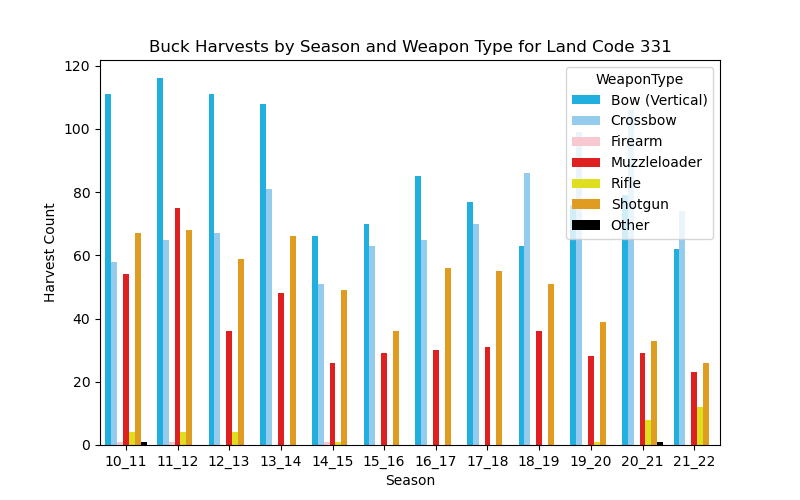 Buck Harvests by Season and Weapon Type for Land Code 331
120
100
80
60
40
20
0
Harvest Count
WeaponType
Bow (Vertical)
Crossbow
Firearm
Muzzleloader
Rifle
Shotgun
Other
10_11 11_12 12_13 13_14 14_15 15_16 16_17 17_18 18_19 19_20 20_21 21_22
Season